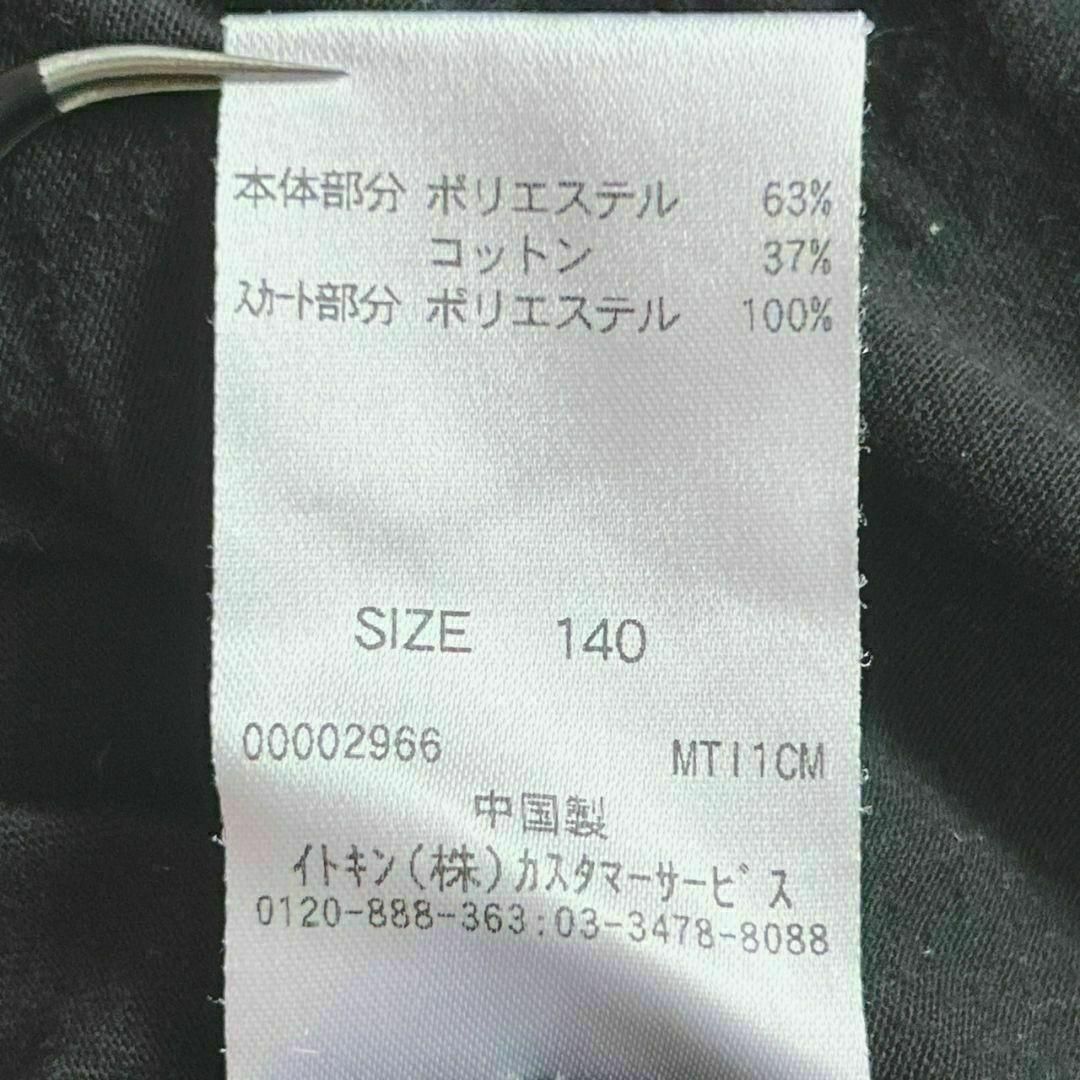 本体部分 ポリエステル 63%
コットン 37%
スカート部分 ポリエステル 100%
SIZE 140
00002966 MTI1CM
中国製
イトキン(株)カスタマーサービス
0120-888-363:03-3478-8088